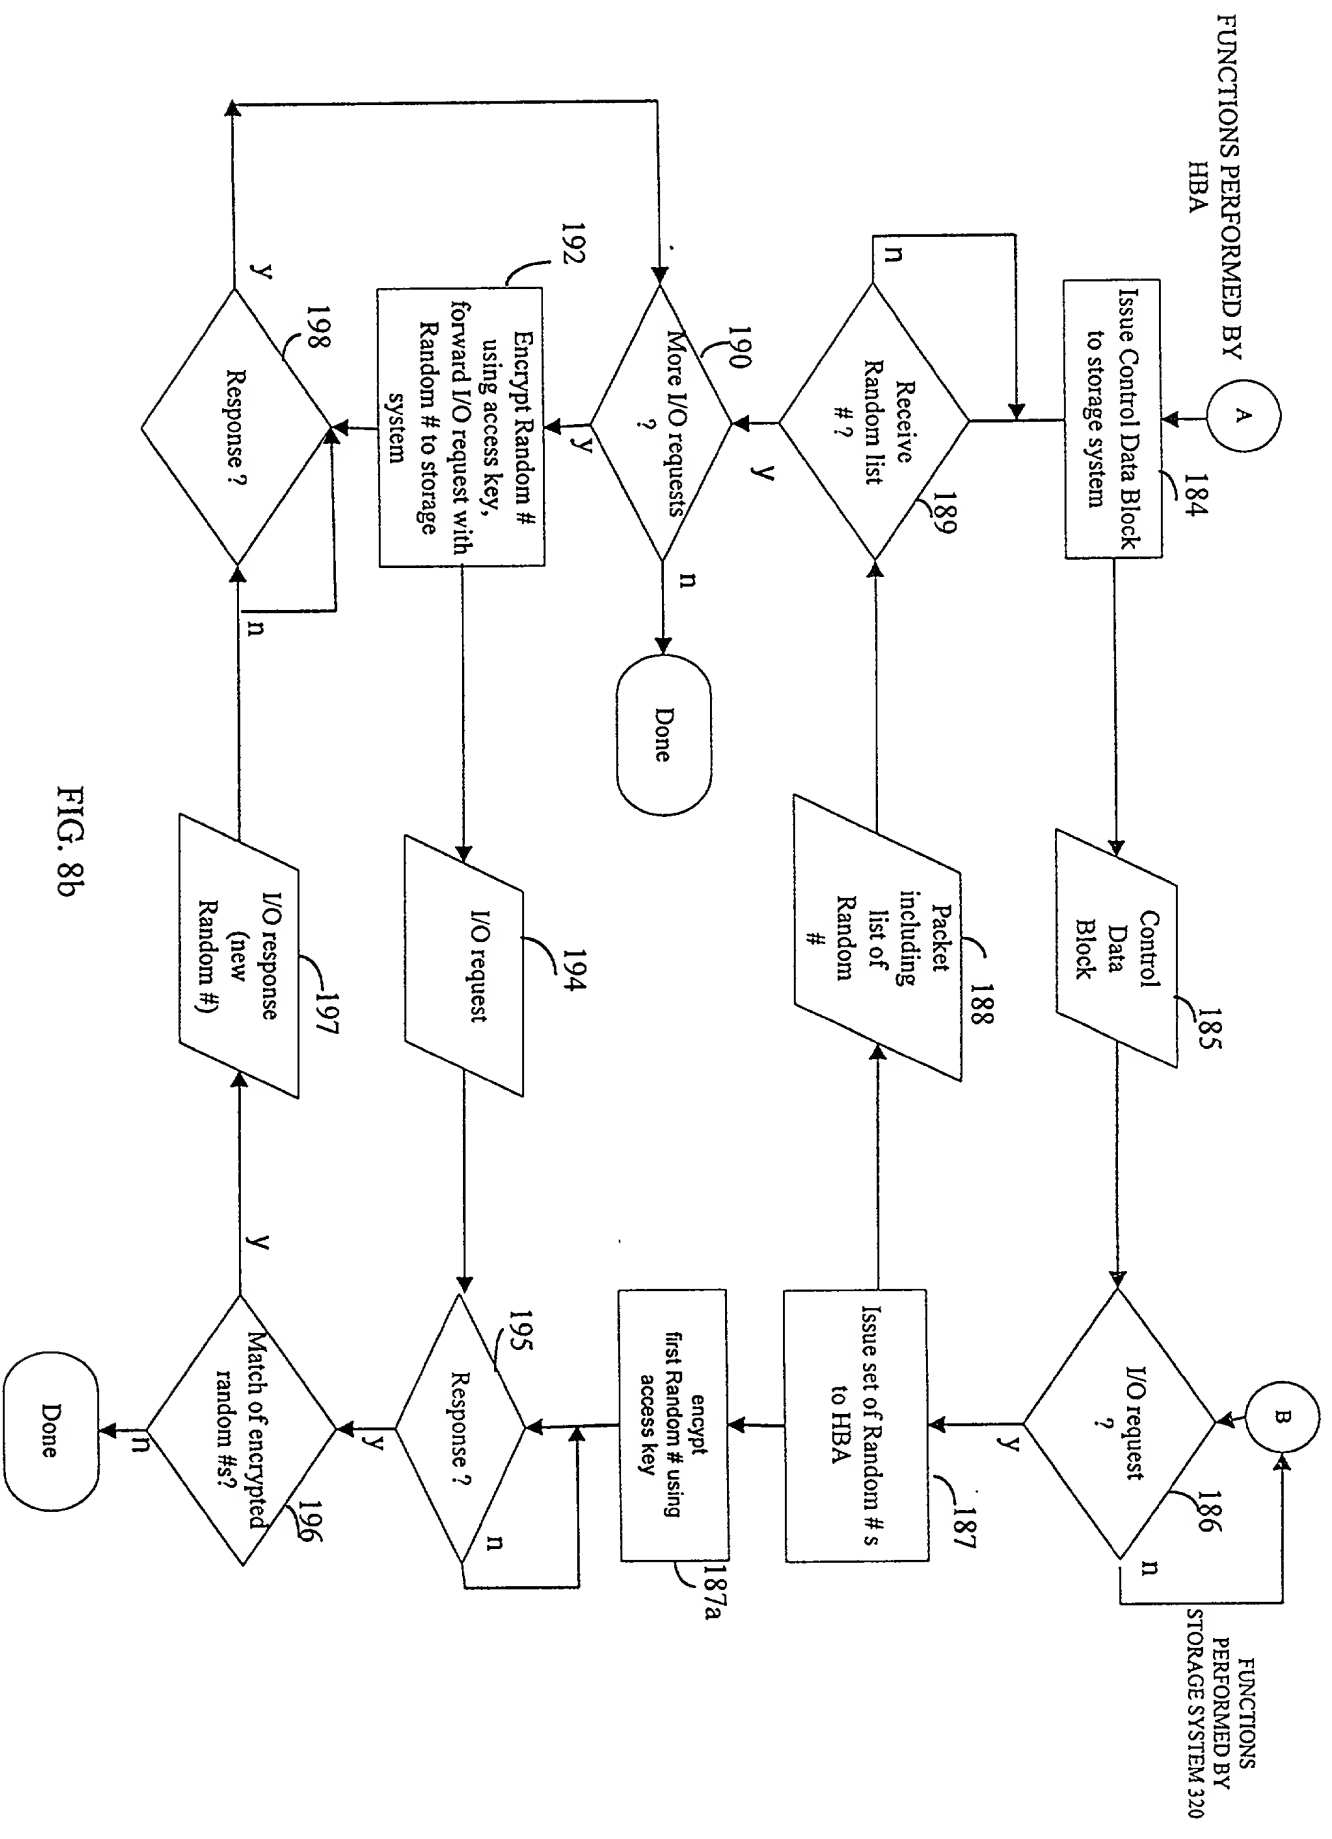 FUNCTIONS PERFORMED BY
HBA
A
184
Issue Control Data Block
to storage system
185
Control
Data
Block
B
I/O request
?
186
n
y
FUNCTIONS
PERFORMED BY
STORAGE SYSTEM 320
187
Issue set of Random # s
to HBA
188
Packet
including
list of
Random
#
189
Receive
Random list
# ?
n
y
187a
encypt
first Random # using
access key
190
More I/O requests
?
n
y
Done
192
Encrypt Random #
using access key,
forward I/O request with
Random # to storage
system
194
I/O request
195
Response ?
n
y
198
Response ?
y
n
197
I/O response
(new
Random #)
y
Match of encrypted
random #s?
196
n
Done
FIG. 8b